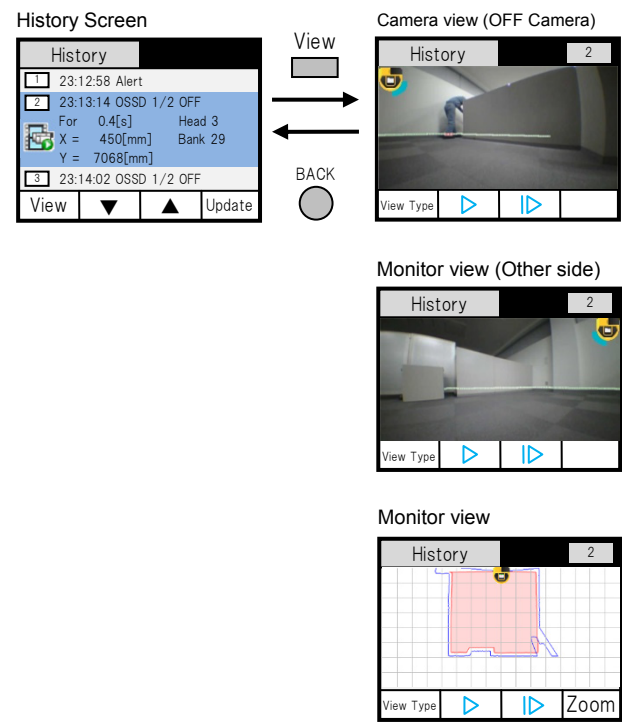 History Screen
History
1 23:12:58 Alert
2 23:13:14 OSSD 1/2 OFF
For 0.4[s] Head 3
X = 450[mm] Bank 29
Y = 7068[mm]
3 23:14:02 OSSD 1/2 OFF
View ▼ ▲ Update
View
BACK
Camera view (OFF Camera)
History 2
View Type
Monitor view (Other side)
History 2
View Type
Monitor view
History 2
View Type Zoom